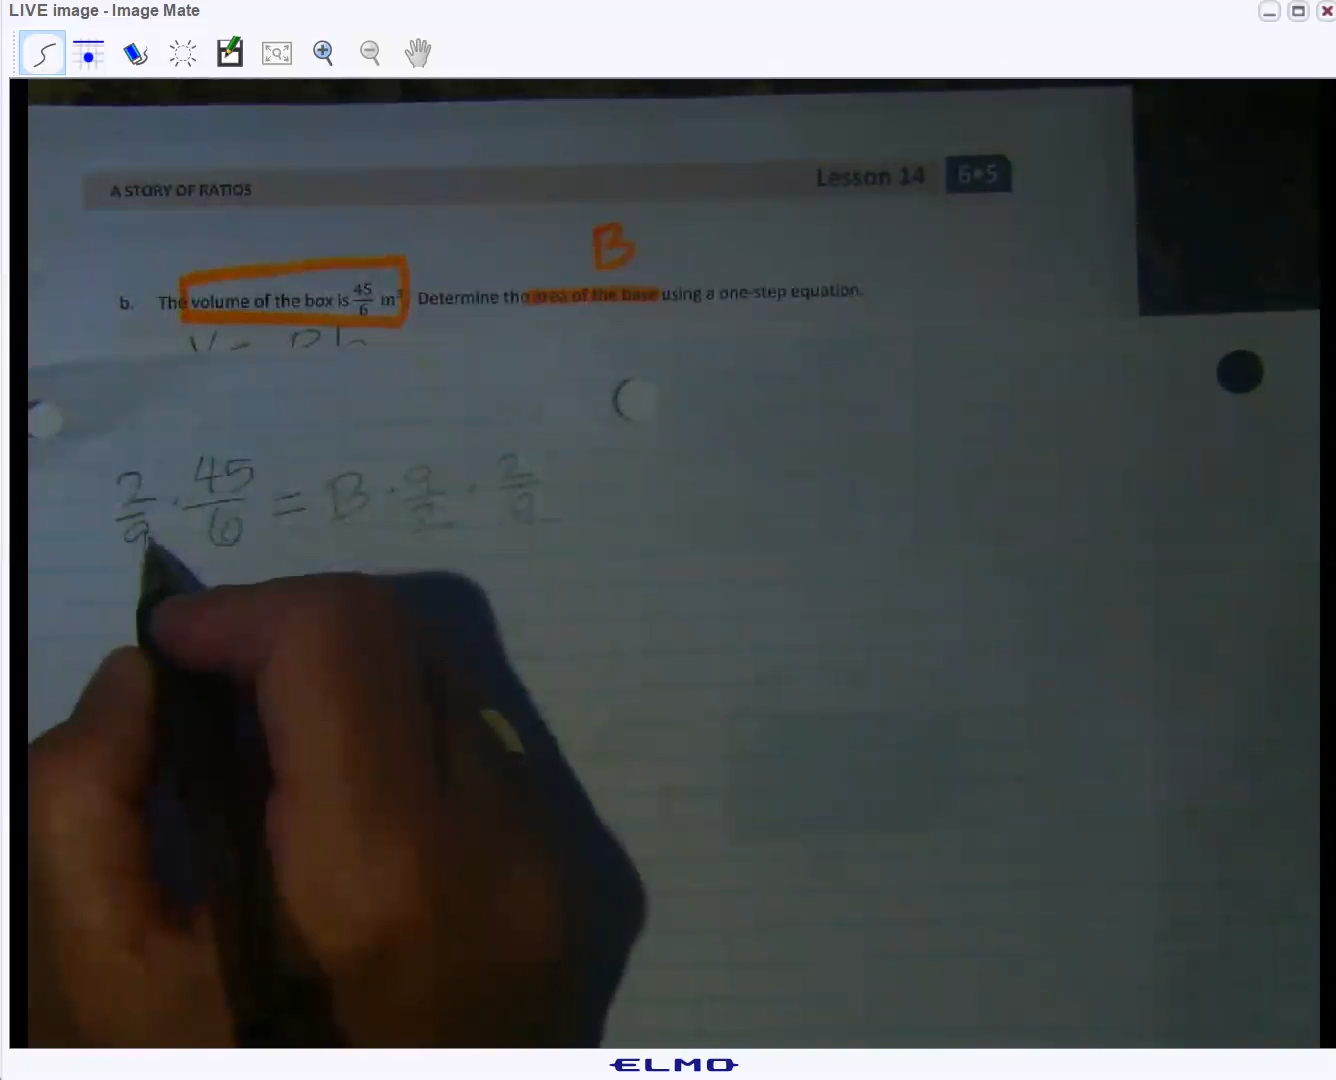 LIVE image - Image Mate
A STORY OF RATIOS
Lesson 14 6•5
B
b. The volume of the box is 45/6 m³. Determine the area of the base using a one-step equation.
V = Bh
2/9 · 45/6 = B · 9/2 · 2/9
ELMO